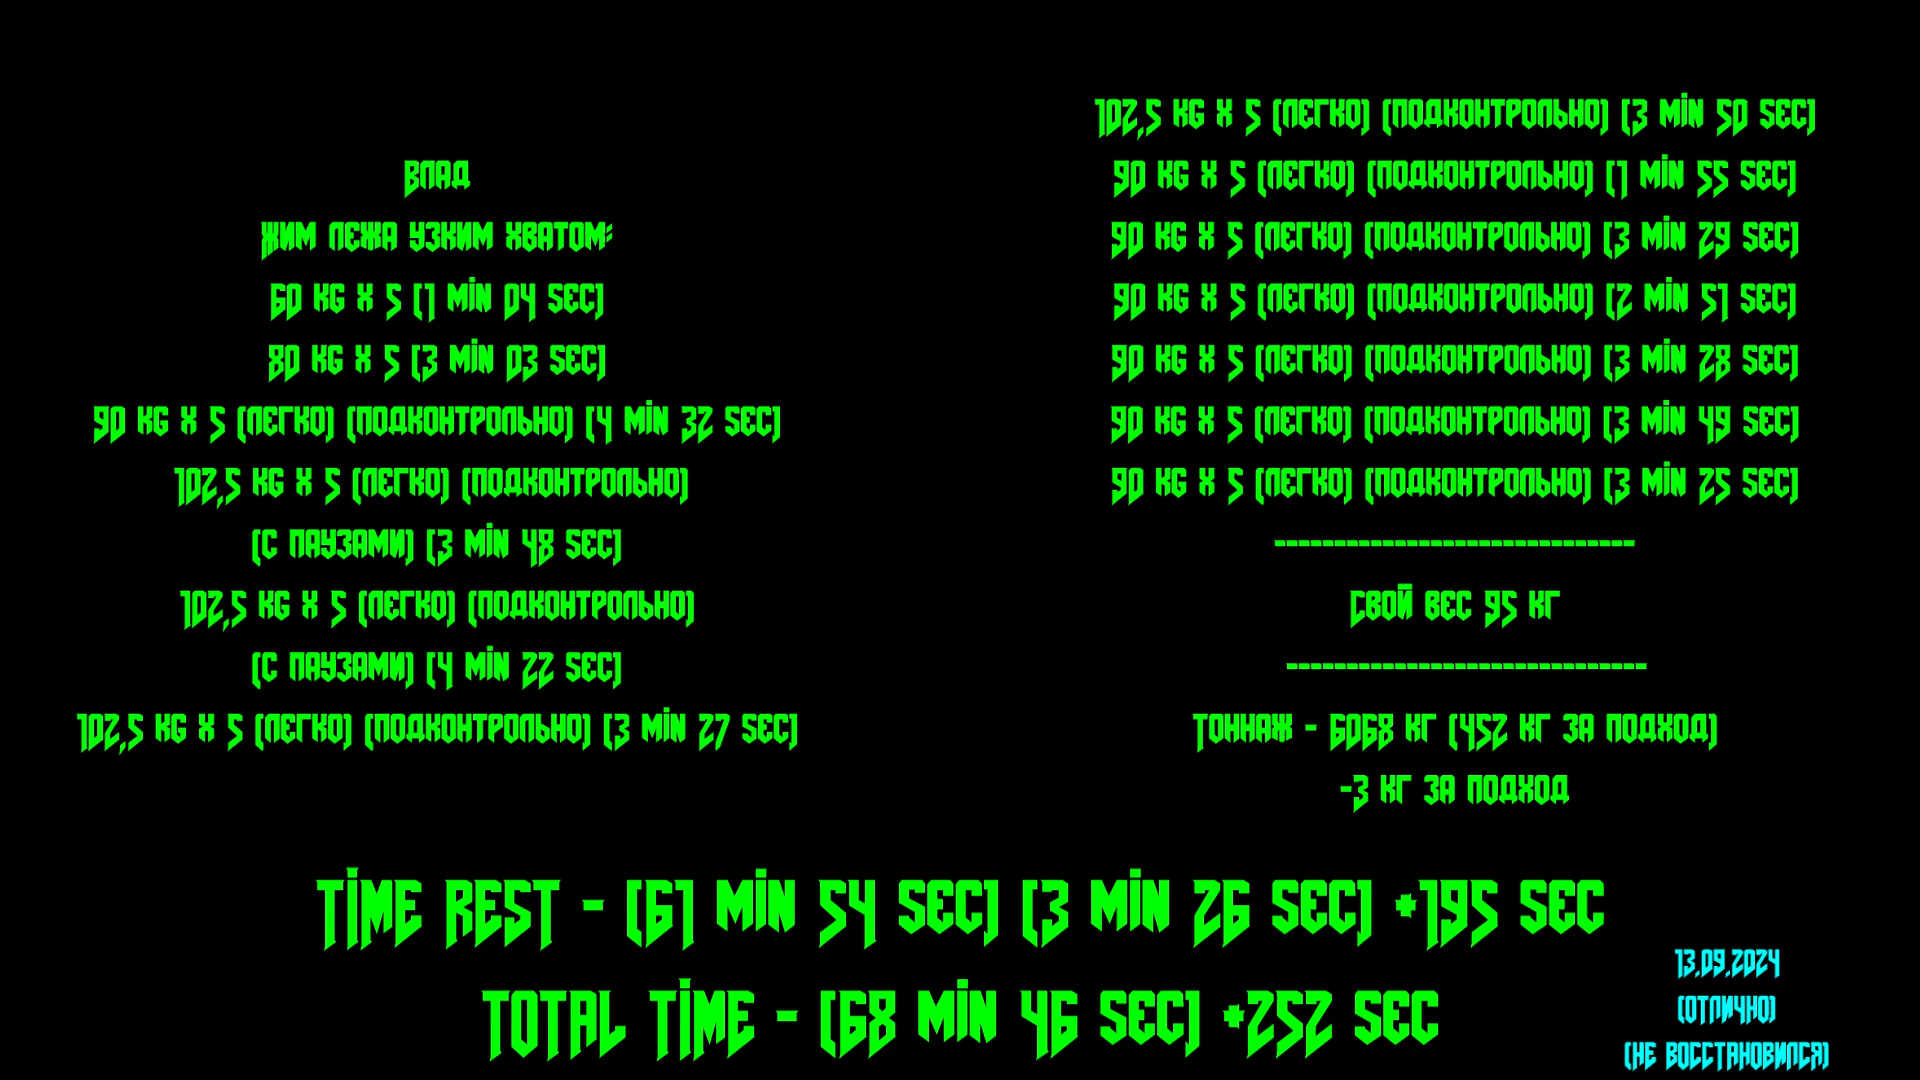 ВЛАД
ЖИМ ЛЕЖА УЗКИМ ХВАТОМ:
60 KG X 5 (1 MIN 04 SEC)
80 KG X 5 (3 MIN 03 SEC)
90 KG X 5 (ЛЕГКО) (ПОДКОНТРОЛЬНО) (4 MIN 32 SEC)
102,5 KG X 5 (ЛЕГКО) (ПОДКОНТРОЛЬНО)
(С ПАУЗАМИ) (3 MIN 48 SEC)
102,5 KG X 5 (ЛЕГКО) (ПОДКОНТРОЛЬНО)
(С ПАУЗАМИ) (4 MIN 22 SEC)
102,5 KG X 5 (ЛЕГКО) (ПОДКОНТРОЛЬНО) (3 MIN 27 SEC)
102,5 KG X 5 (ЛЕГКО) (ПОДКОНТРОЛЬНО) (3 MIN 50 SEC)
90 KG X 5 (ЛЕГКО) (ПОДКОНТРОЛЬНО) (1 MIN 55 SEC)
90 KG X 5 (ЛЕГКО) (ПОДКОНТРОЛЬНО) (3 MIN 29 SEC)
90 KG X 5 (ЛЕГКО) (ПОДКОНТРОЛЬНО) (2 MIN 51 SEC)
90 KG X 5 (ЛЕГКО) (ПОДКОНТРОЛЬНО) (3 MIN 28 SEC)
90 KG X 5 (ЛЕГКО) (ПОДКОНТРОЛЬНО) (3 MIN 49 SEC)
90 KG X 5 (ЛЕГКО) (ПОДКОНТРОЛЬНО) (3 MIN 25 SEC)
------------------------------
СВОЙ ВЕС 95 КГ
------------------------------
ТОННАЖ - 6068 КГ (452 КГ ЗА ПОДХОД)
-3 КГ ЗА ПОДХОД
TIME REST - (61 MIN 54 SEC) (3 MIN 26 SEC) +195 SEC
TOTAL TIME - (68 MIN 46 SEC) +252 SEC
13.09.2024
(ОТЛИЧНО)
(НЕ ВОССТАНОВИЛСЯ)